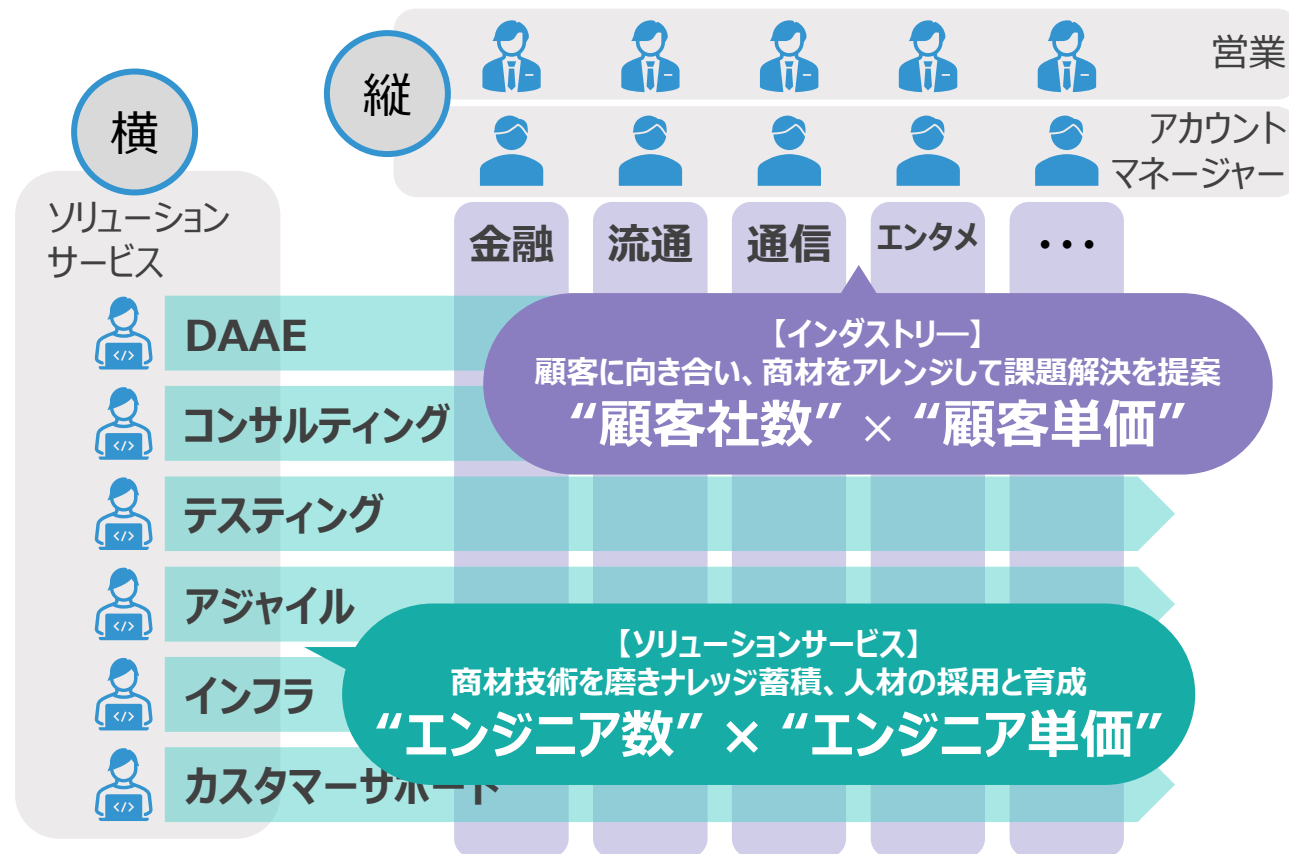 営業
縦
アカウント
マネージャー
横
ソリューション
サービス
金融
流通
通信
エンタメ
・・・
DAAE
コンサルティング
テスティング
アジャイル
インフラ
カスタマーサポート
【インダストリ―】
顧客に向き合い、商材をアレンジして課題解決を提案
“顧客社数” × “顧客単価”
【ソリューションサービス】
商材技術を磨きナレッジ蓄積、人材の採用と育成
“エンジニア数” × “エンジニア単価”